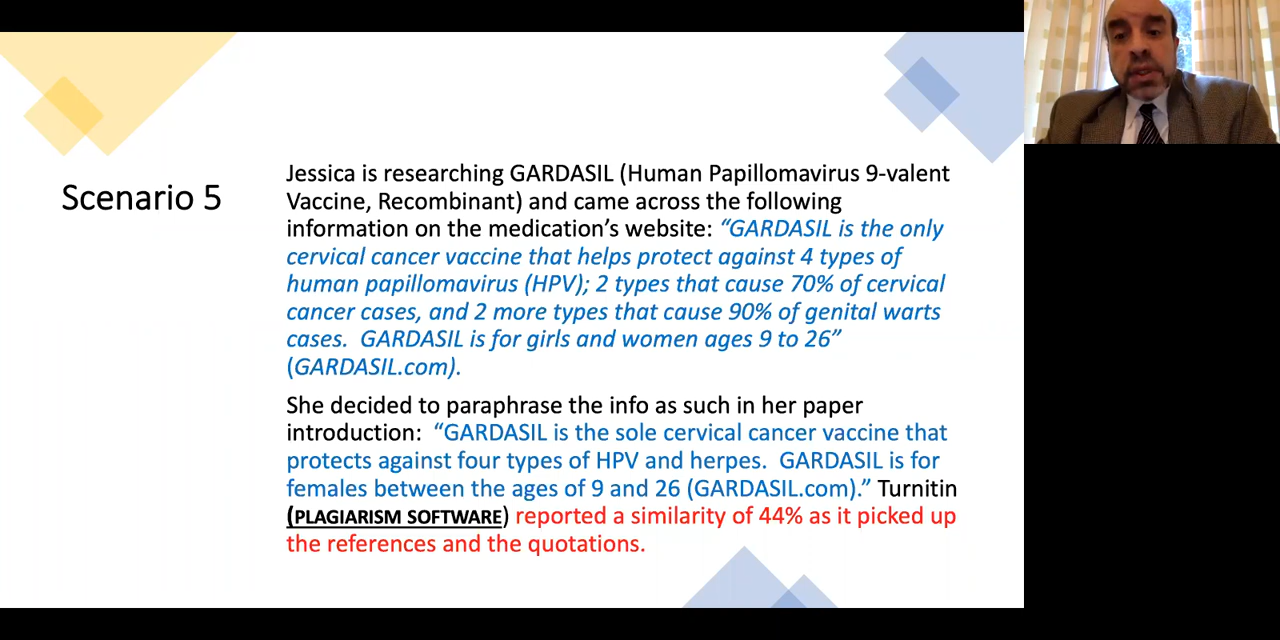 Scenario 5
Jessica is researching GARDASIL (Human Papillomavirus 9-valent
Vaccine, Recombinant) and came across the following
information on the medication’s website: “GARDASIL is the only
cervical cancer vaccine that helps protect against 4 types of
human papillomavirus (HPV); 2 types that cause 70% of cervical
cancer cases, and 2 more types that cause 90% of genital warts
cases.  GARDASIL is for girls and women ages 9 to 26”
(GARDASIL.com).
She decided to paraphrase the info as such in her paper
introduction:  “GARDASIL is the sole cervical cancer vaccine that
protects against four types of HPV and herpes.  GARDASIL is for
females between the ages of 9 and 26 (GARDASIL.com).” Turnitin
(PLAGIARISM SOFTWARE) reported a similarity of 44% as it picked up
the references and the quotations.